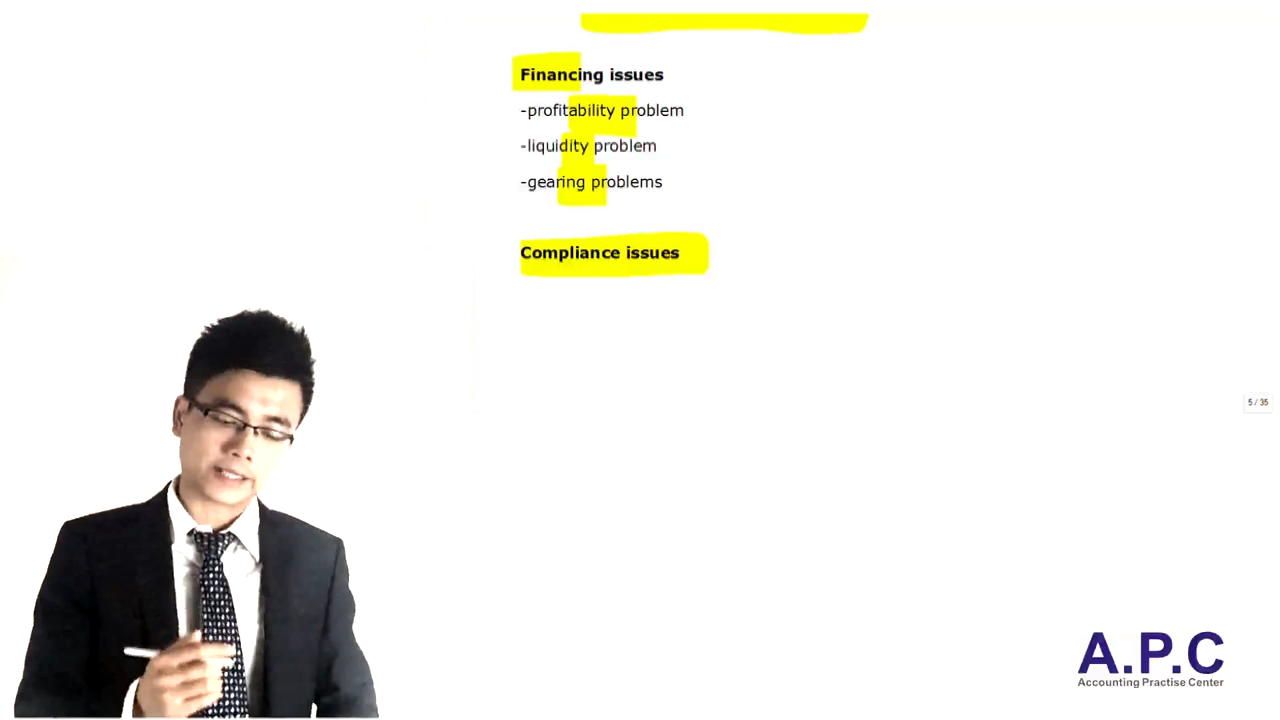 Financing issues
-profitability problem
-liquidity problem
-gearing problems
Compliance issues
5 / 35
A.P.C
Accounting Practise Center